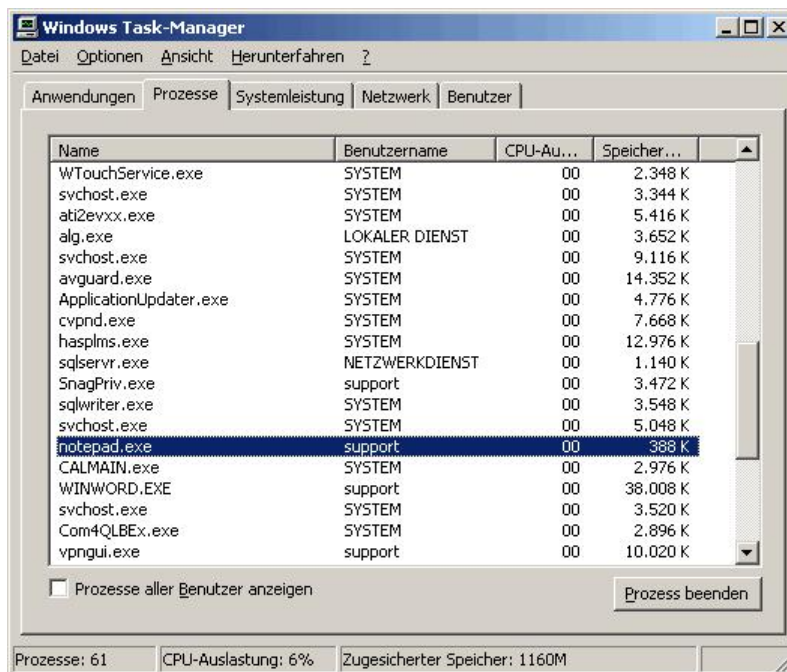 Windows Task-Manager
Datei Optionen Ansicht Herunterfahren ?
Anwendungen Prozesse Systemleistung Netzwerk Benutzer
Name Benutzername CPU-Au... Speicher...
WTouchService.exe SYSTEM 00 2.348 K
svchost.exe SYSTEM 00 3.344 K
ati2evxx.exe SYSTEM 00 5.416 K
alg.exe LOKALER DIENST 00 3.652 K
svchost.exe SYSTEM 00 9.116 K
avguard.exe SYSTEM 00 14.352 K
ApplicationUpdater.exe SYSTEM 00 4.776 K
cvpnd.exe SYSTEM 00 7.668 K
hasplms.exe SYSTEM 00 12.976 K
sqlservr.exe NETZWERKDIENST 00 1.140 K
SnagPriv.exe support 00 3.472 K
sqlwriter.exe SYSTEM 00 3.548 K
svchost.exe SYSTEM 00 5.048 K
notepad.exe support 00 388 K
CALMAIN.exe SYSTEM 00 2.976 K
WINWORD.EXE support 00 38.008 K
svchost.exe SYSTEM 00 3.520 K
Com4QLBEx.exe SYSTEM 00 2.896 K
vpngui.exe support 00 10.020 K
Prozesse aller Benutzer anzeigen Prozess beenden
Prozesse: 61 CPU-Auslastung: 6% Zugesicherter Speicher: 1160M